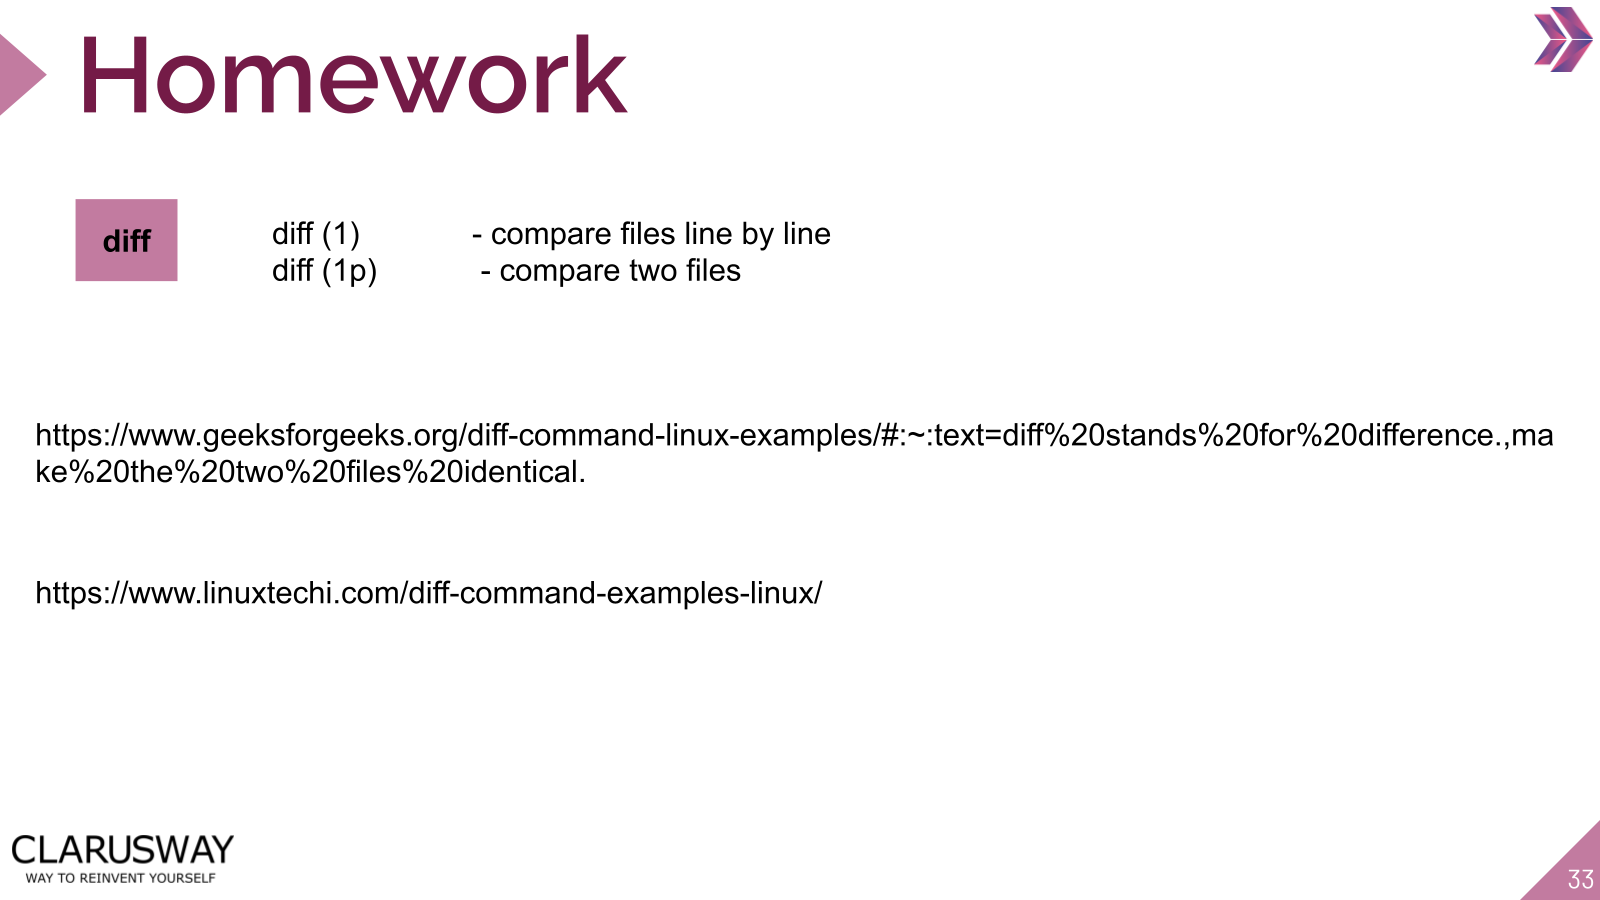 Homework
diff
diff (1) - compare files line by line
diff (1p) - compare two files
https://www.geeksforgeeks.org/diff-command-linux-examples/#:~:text=diff%20stands%20for%20difference.,ma
ke%20the%20two%20files%20identical.
https://www.linuxtechi.com/diff-command-examples-linux/
CLARUSWAY
WAY TO REINVENT YOURSELF
33